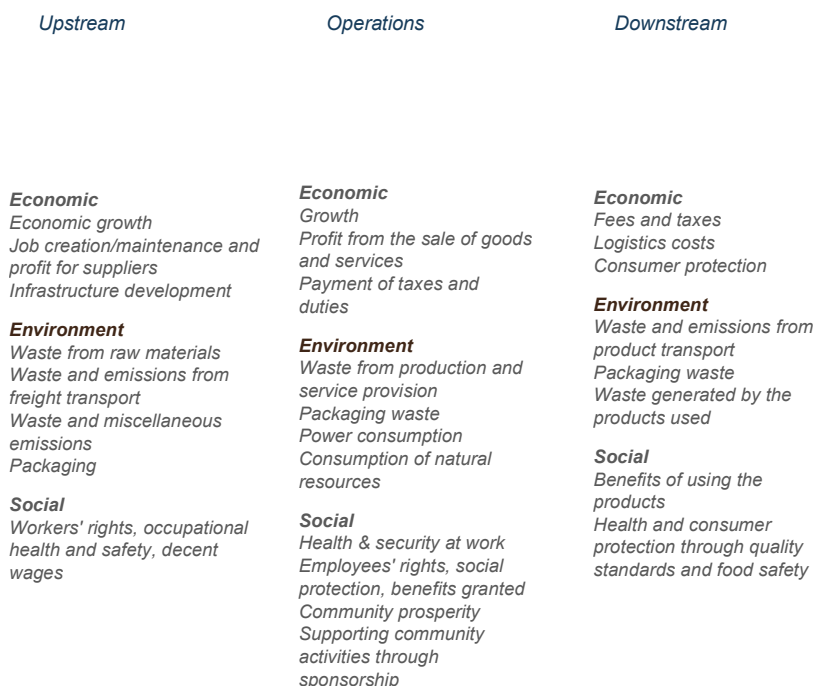 Upstream
Operations
Downstream
Economic
Economic growth
Job creation/maintenance and
profit for suppliers
Infrastructure development
Environment
Waste from raw materials
Waste and emissions from
freight transport
Waste and miscellaneous
emissions
Packaging
Social
Workers' rights, occupational
health and safety, decent
wages
Economic
Growth
Profit from the sale of goods
and services
Payment of taxes and
duties
Environment
Waste from production and
service provision
Packaging waste
Power consumption
Consumption of natural
resources
Social
Health & security at work
Employees' rights, social
protection, benefits granted
Community prosperity
Supporting community
activities through
sponsorship
Economic
Fees and taxes
Logistics costs
Consumer protection
Environment
Waste and emissions from
product transport
Packaging waste
Waste generated by the
products used
Social
Benefits of using the
products
Health and consumer
protection through quality
standards and food safety